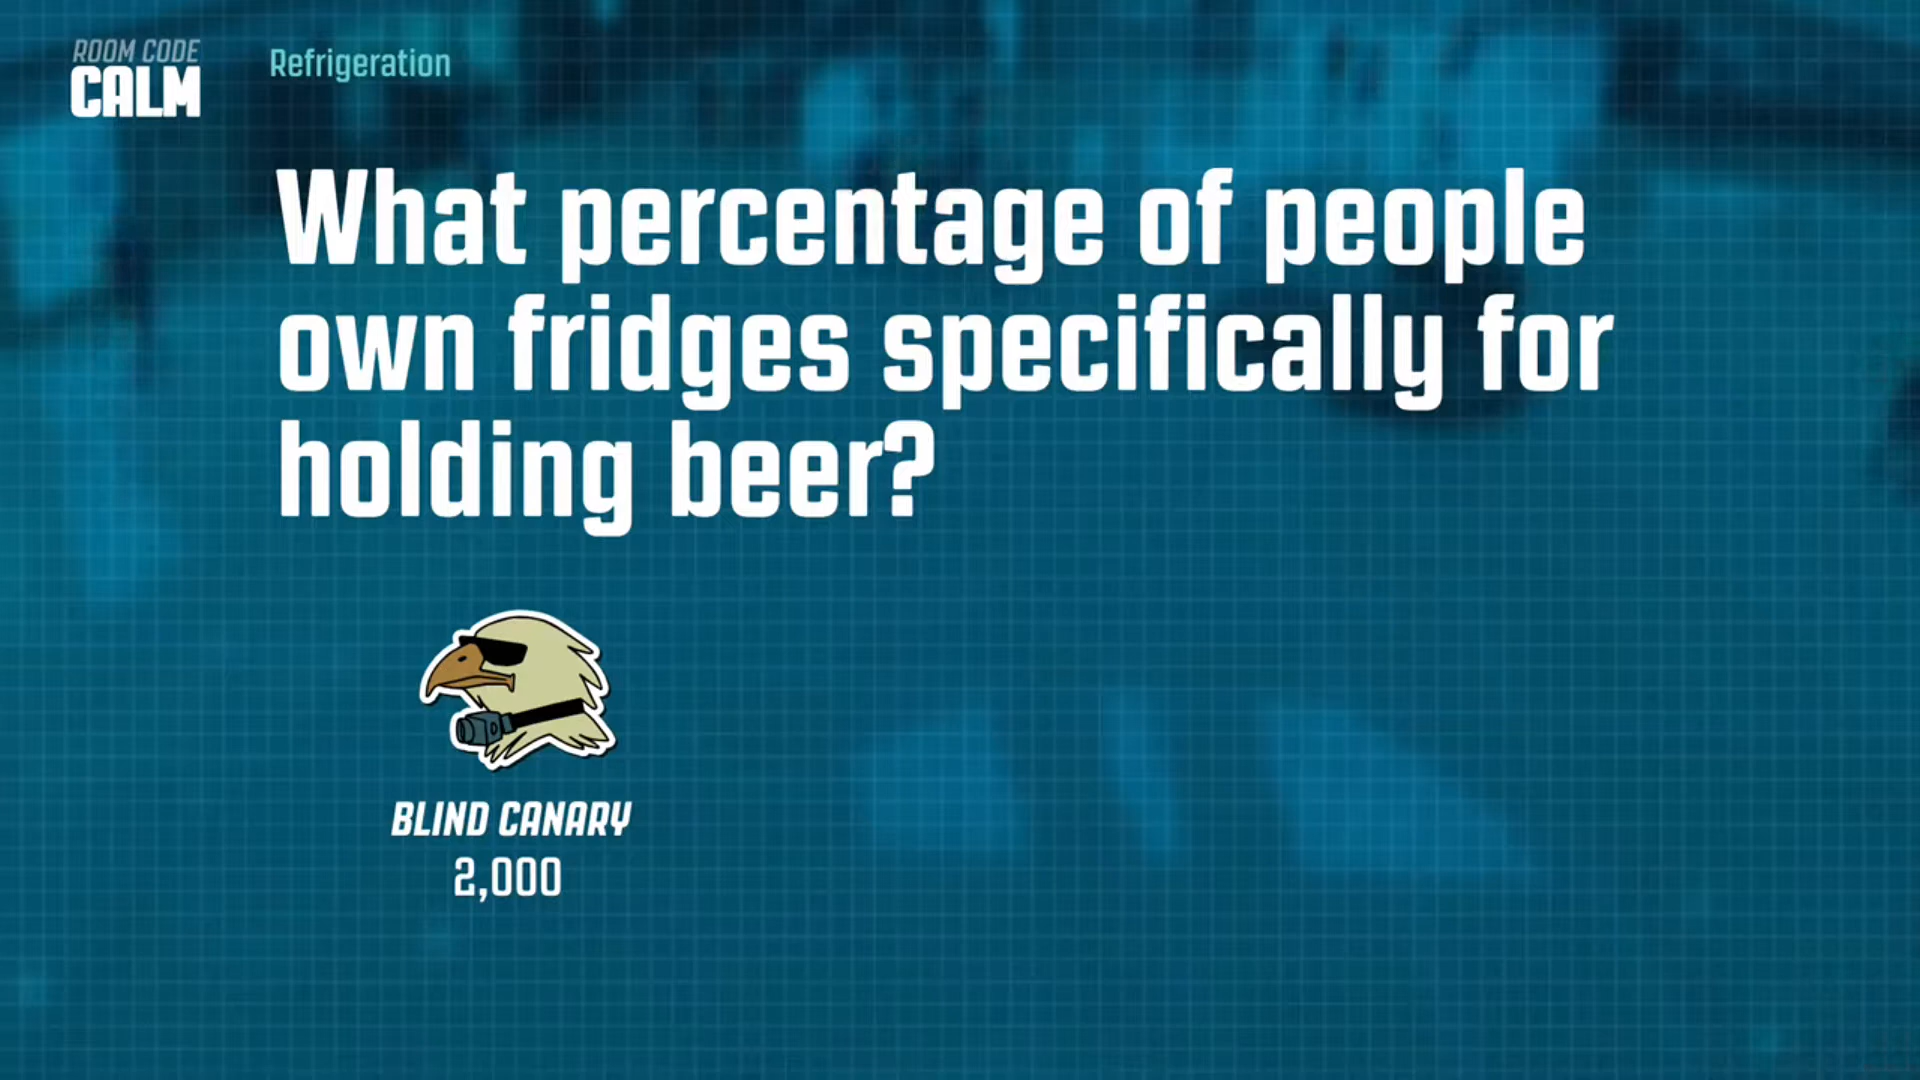 ROOM CODE
CALM
Refrigeration
What percentage of people
own fridges specifically for
holding beer?
BLIND CANARY
2,000